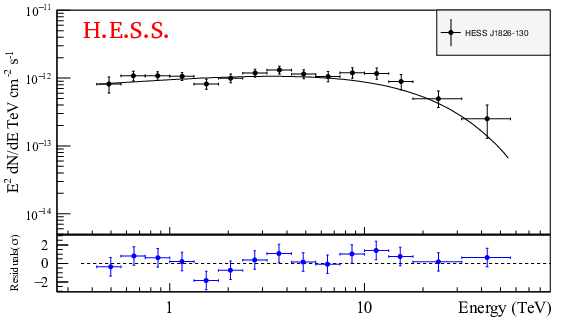 10⁻¹¹
H.E.S.S.
HESS J1826-130
10⁻¹²
10⁻¹³
10⁻¹⁴
E² dN/dE TeV cm⁻² s⁻¹
2
0
−2
Residuals(σ)
1
10
Energy (TeV)